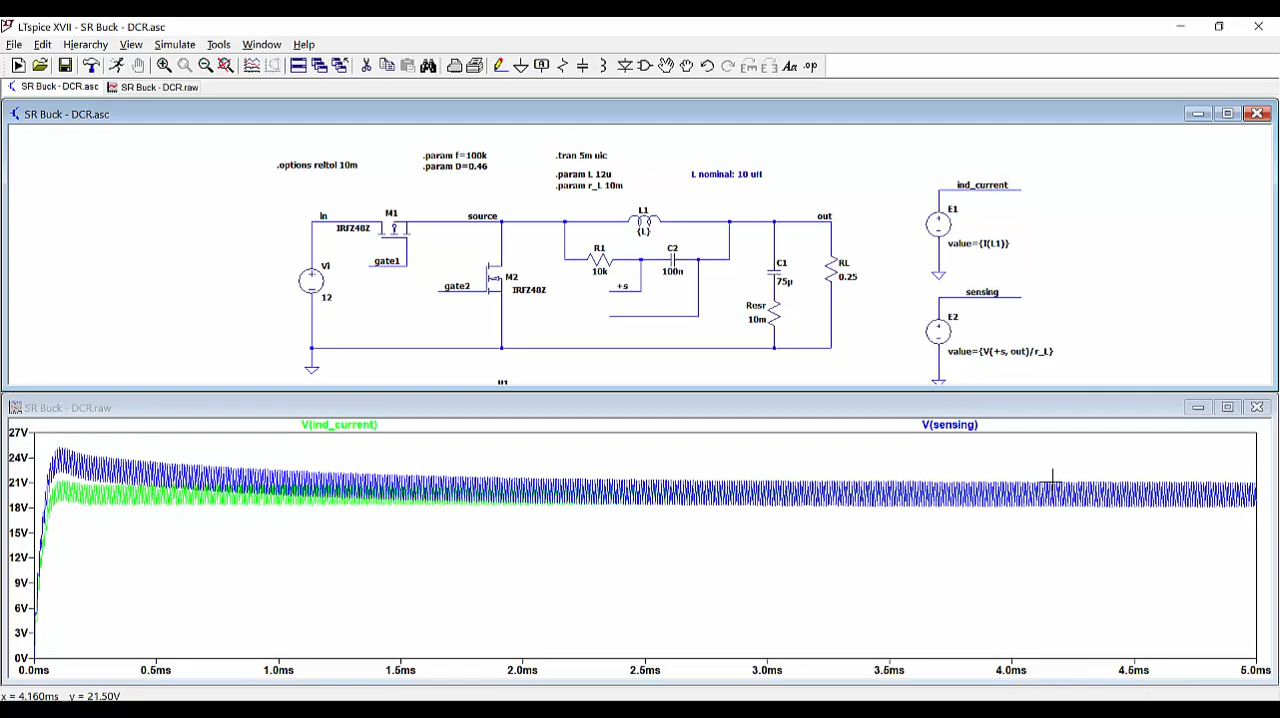 LTspice XVII - SR Buck - DCR.asc
File Edit Hierarchy View Simulate Tools Window Help
SR Buck - DCR.asc SR Buck - DCR.raw
SR Buck - DCR.asc
.options reltol 10m
.param f=100k
.param D=0.46
.tran 5m uic
.param L 12u
.param r_L 10m
L nominal: 10 uH
in
M1
IRFZ48Z
gate1
source
L1
{L}
out
Vi
12
gate2
M2
IRFZ48Z
R1
10k
C2
100n
+s
C1
75µ
Resr
10m
RL
0.25
ind_current
E1
value={I(L1)}
sensing
E2
value={V(+s, out)/r_L}
SR Buck - DCR.raw
V(ind_current) V(sensing)
27V
24V
21V
18V
15V
12V
9V
6V
3V
0V
0.0ms 0.5ms 1.0ms 1.5ms 2.0ms 2.5ms 3.0ms 3.5ms 4.0ms 4.5ms 5.0ms
x = 4.160ms y = 21.50V